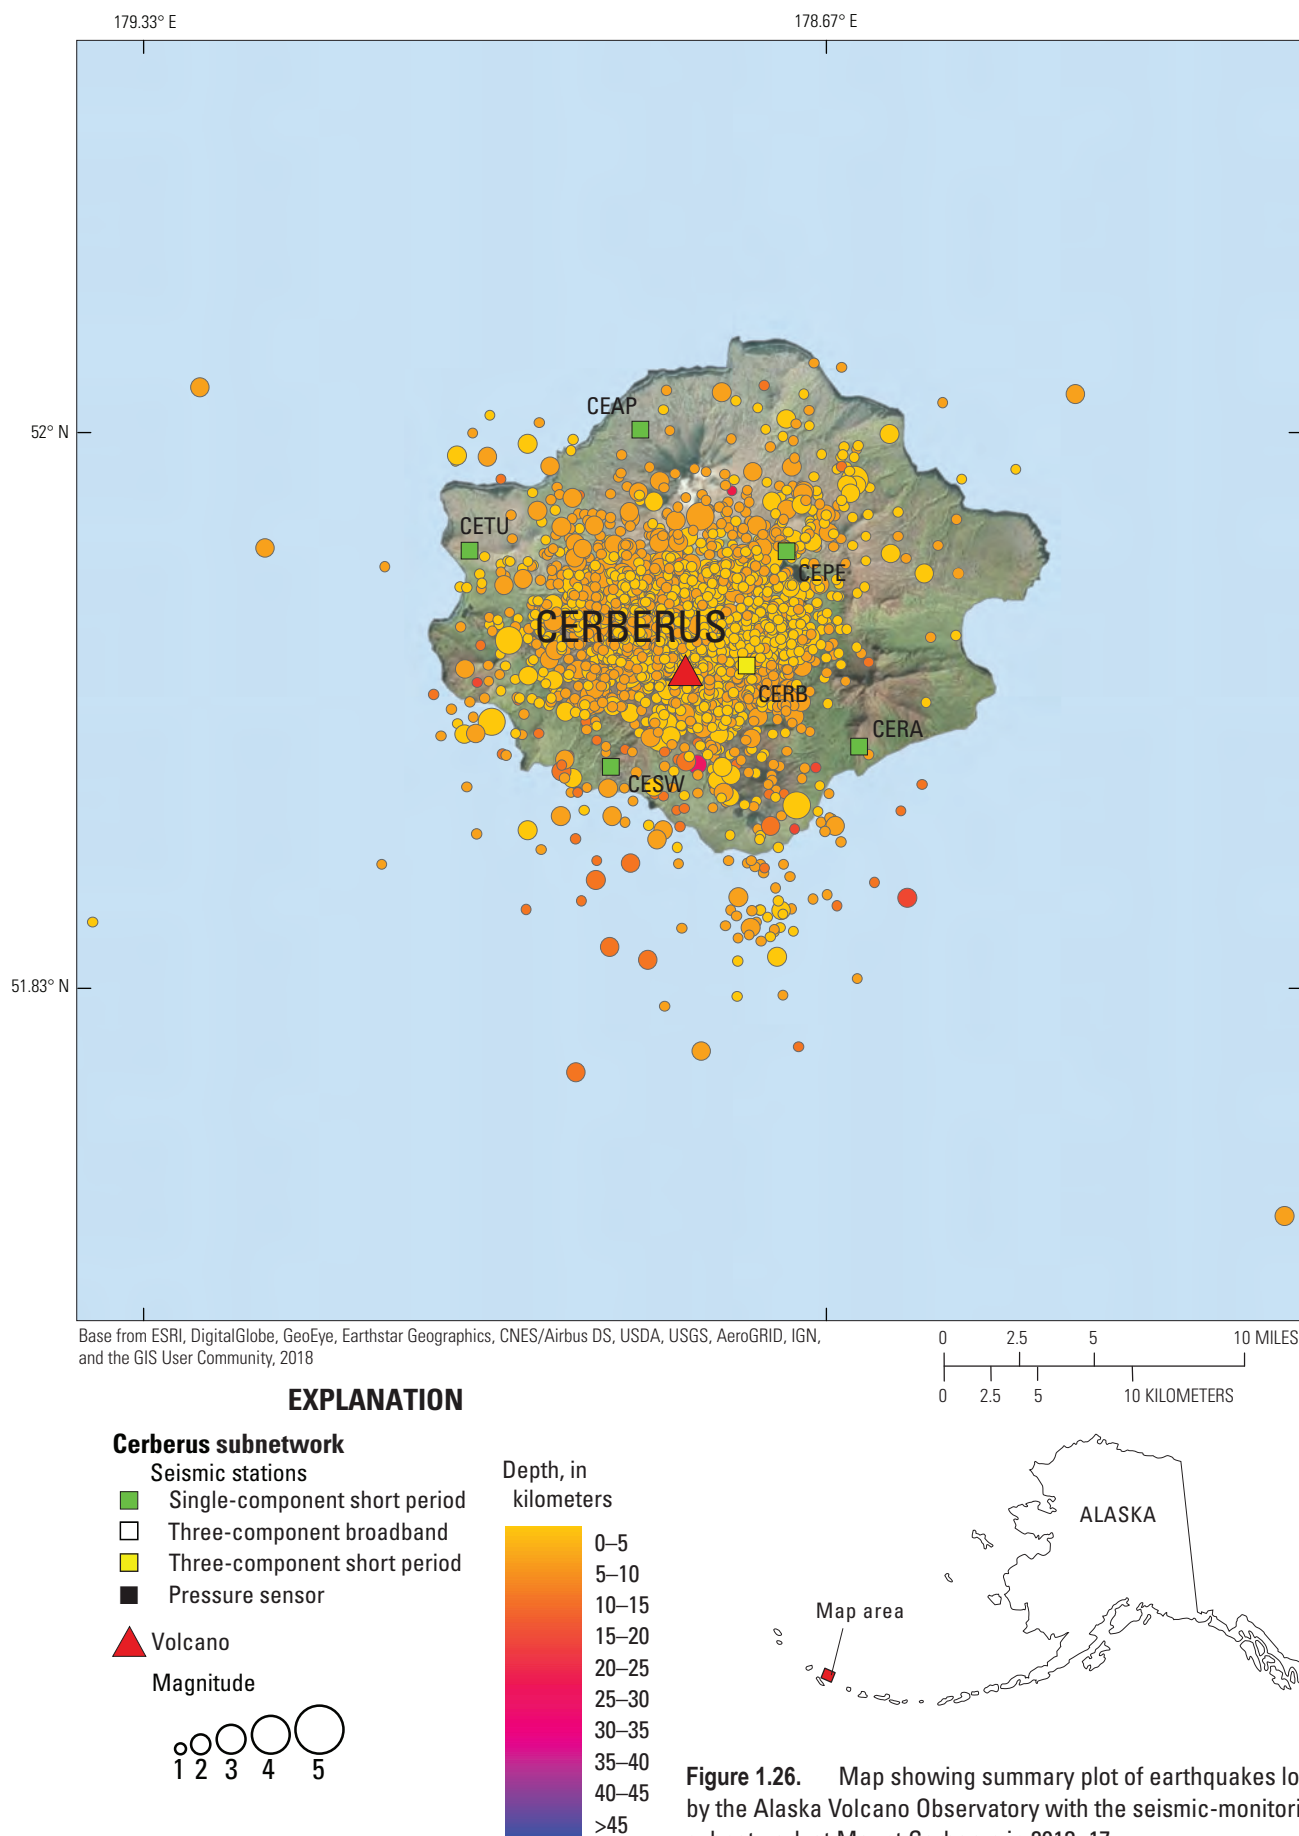 179.33° E
178.67° E
52° N
51.83° N
CEAP
CETU
CEPE
CERBERUS
CERB
CERA
CESW
Base from ESRI, DigitalGlobe, GeoEye, Earthstar Geographics, CNES/Airbus DS, USDA, USGS, AeroGRID, IGN,
and the GIS User Community, 2018
0 2.5 5 10 MILES
0 2.5 5 10 KILOMETERS
EXPLANATION
Cerberus subnetwork
Seismic stations
Single-component short period
Three-component broadband
Three-component short period
Pressure sensor
Volcano
Magnitude
1 2 3 4 5
Depth, in
kilometers
0–5
5–10
10–15
15–20
20–25
25–30
30–35
35–40
40–45
>45
ALASKA
Map area
Figure 1.26. Map showing summary plot of earthquakes lo
by the Alaska Volcano Observatory with the seismic-monitori